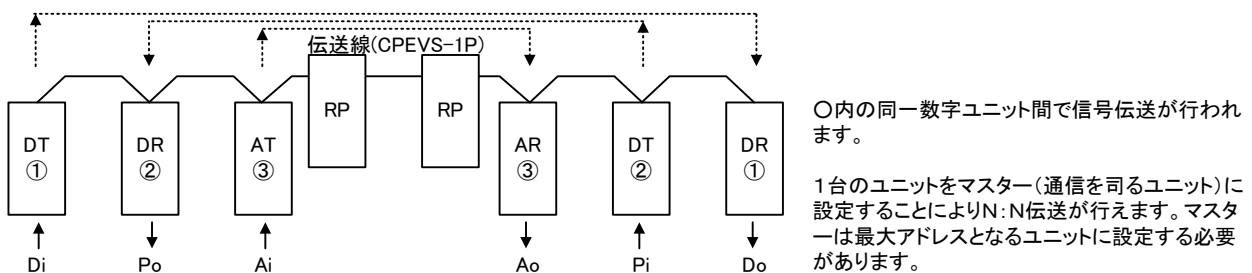 伝送線(CPEVS-1P)
DT
①
DR
②
AT
③
RP
RP
AR
③
DT
②
DR
①
Di
Po
Ai
Ao
Pi
Do
○内の同一数字ユニット間で信号伝送が行われ
ます。
1台のユニットをマスター(通信を司るユニット)に
設定することによりN:N伝送が行えます。マスタ
ーは最大アドレスとなるユニットに設定する必要
があります。